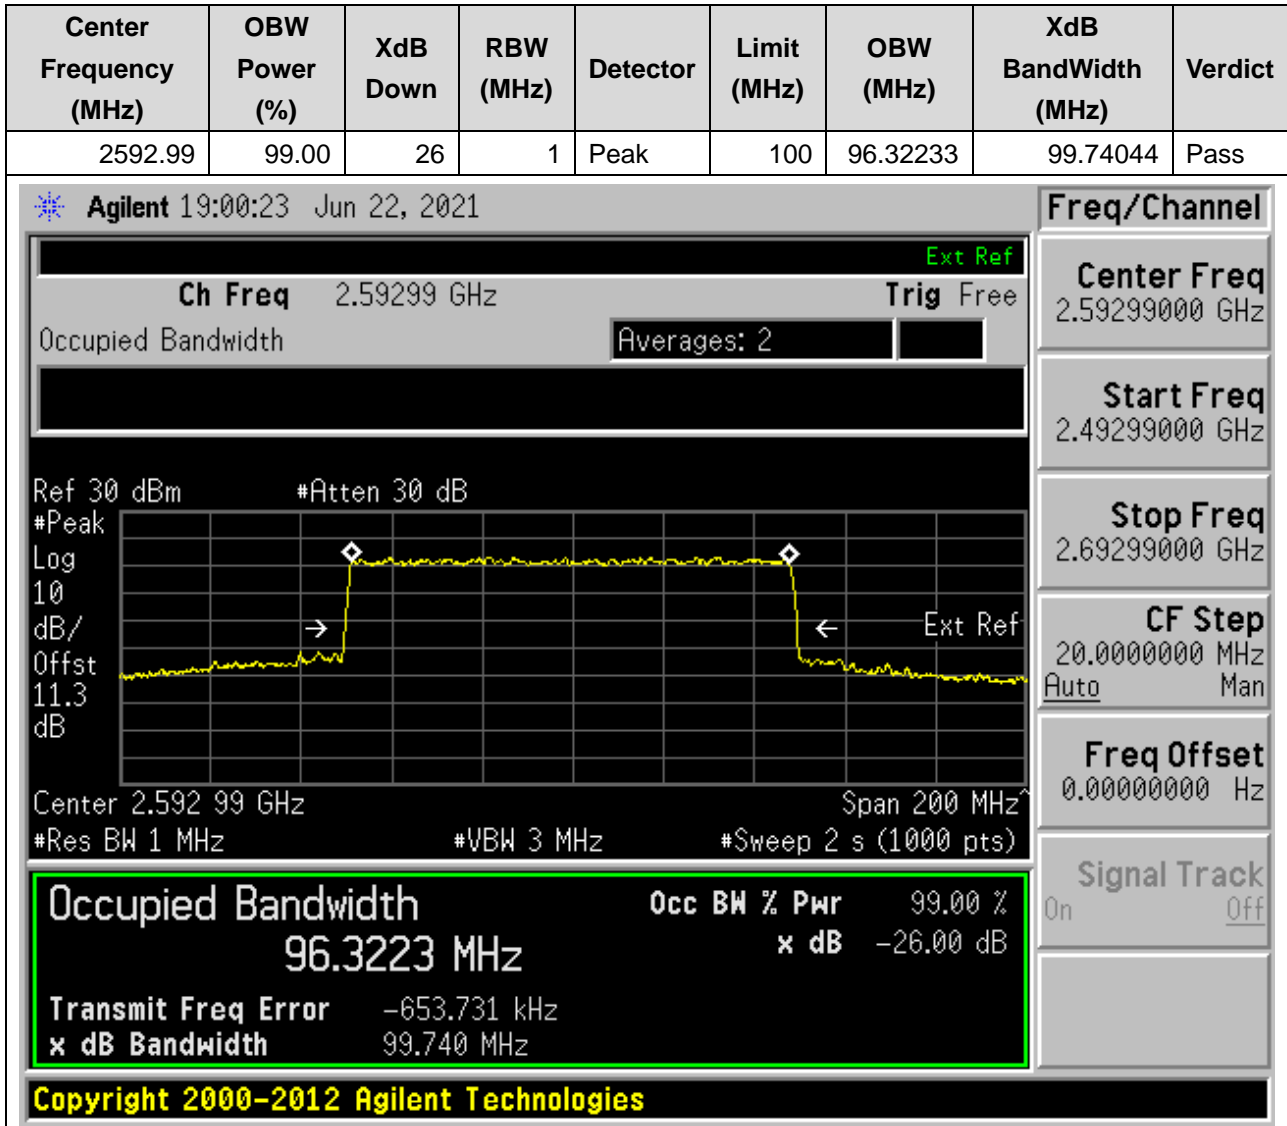 Center Frequency (MHz) OBW Power (%) XdB Down RBW (MHz) Detector Limit (MHz) OBW (MHz) XdB BandWidth (MHz) Verdict
2592.99 99.00 26 1 Peak 100 96.32233 99.74044 Pass
Agilent 19:00:23 Jun 22, 2021
Ext Ref
Ch Freq 2.59299 GHz Trig Free
Occupied Bandwidth Averages: 2
Ref 30 dBm #Atten 30 dB
#Peak
Log
10
dB/
Offst
11.3
dB
Ext Ref
Center 2.592 99 GHz Span 200 MHz^
#Res BW 1 MHz #VBW 3 MHz #Sweep 2 s (1000 pts)
Occupied Bandwidth Occ BW % Pwr 99.00 %
96.3223 MHz x dB -26.00 dB
Transmit Freq Error -653.731 kHz
x dB Bandwidth 99.740 MHz
Freq/Channel
Center Freq
2.59299000 GHz
Start Freq
2.49299000 GHz
Stop Freq
2.69299000 GHz
CF Step
20.0000000 MHz
Auto Man
Freq Offset
0.00000000 Hz
Signal Track
On Off
Copyright 2000-2012 Agilent Technologies